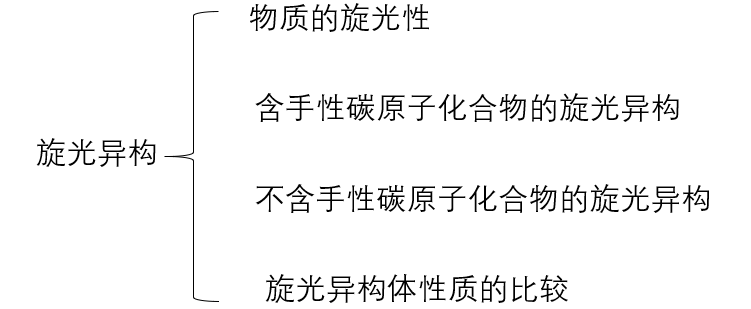 物质的旋光性
含手性碳原子化合物的旋光异构
旋光异构
不含手性碳原子化合物的旋光异构
旋光异构体性质的比较